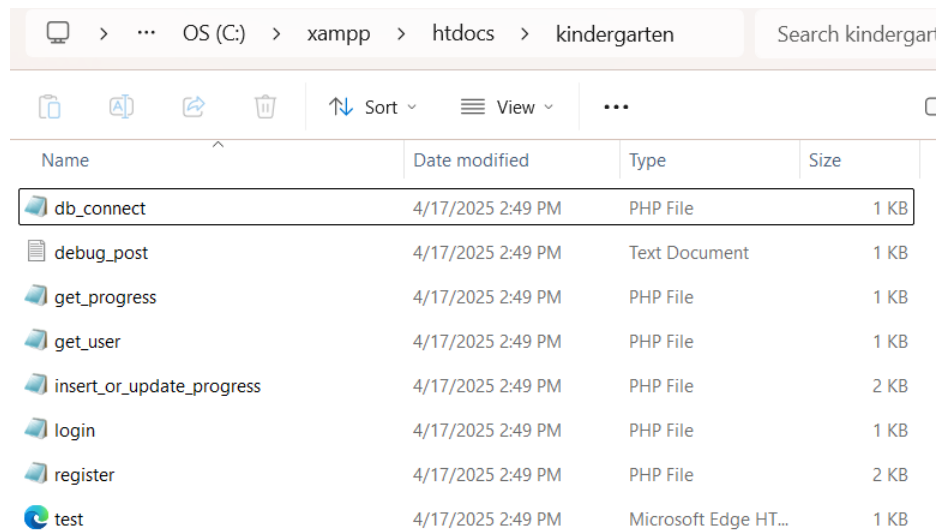 OS (C:) > xampp > htdocs > kindergarten Search kindergart
Sort View
Name Date modified Type Size
db_connect 4/17/2025 2:49 PM PHP File 1 KB
debug_post 4/17/2025 2:49 PM Text Document 1 KB
get_progress 4/17/2025 2:49 PM PHP File 1 KB
get_user 4/17/2025 2:49 PM PHP File 1 KB
insert_or_update_progress 4/17/2025 2:49 PM PHP File 2 KB
login 4/17/2025 2:49 PM PHP File 1 KB
register 4/17/2025 2:49 PM PHP File 2 KB
test 4/17/2025 2:49 PM Microsoft Edge HT... 1 KB